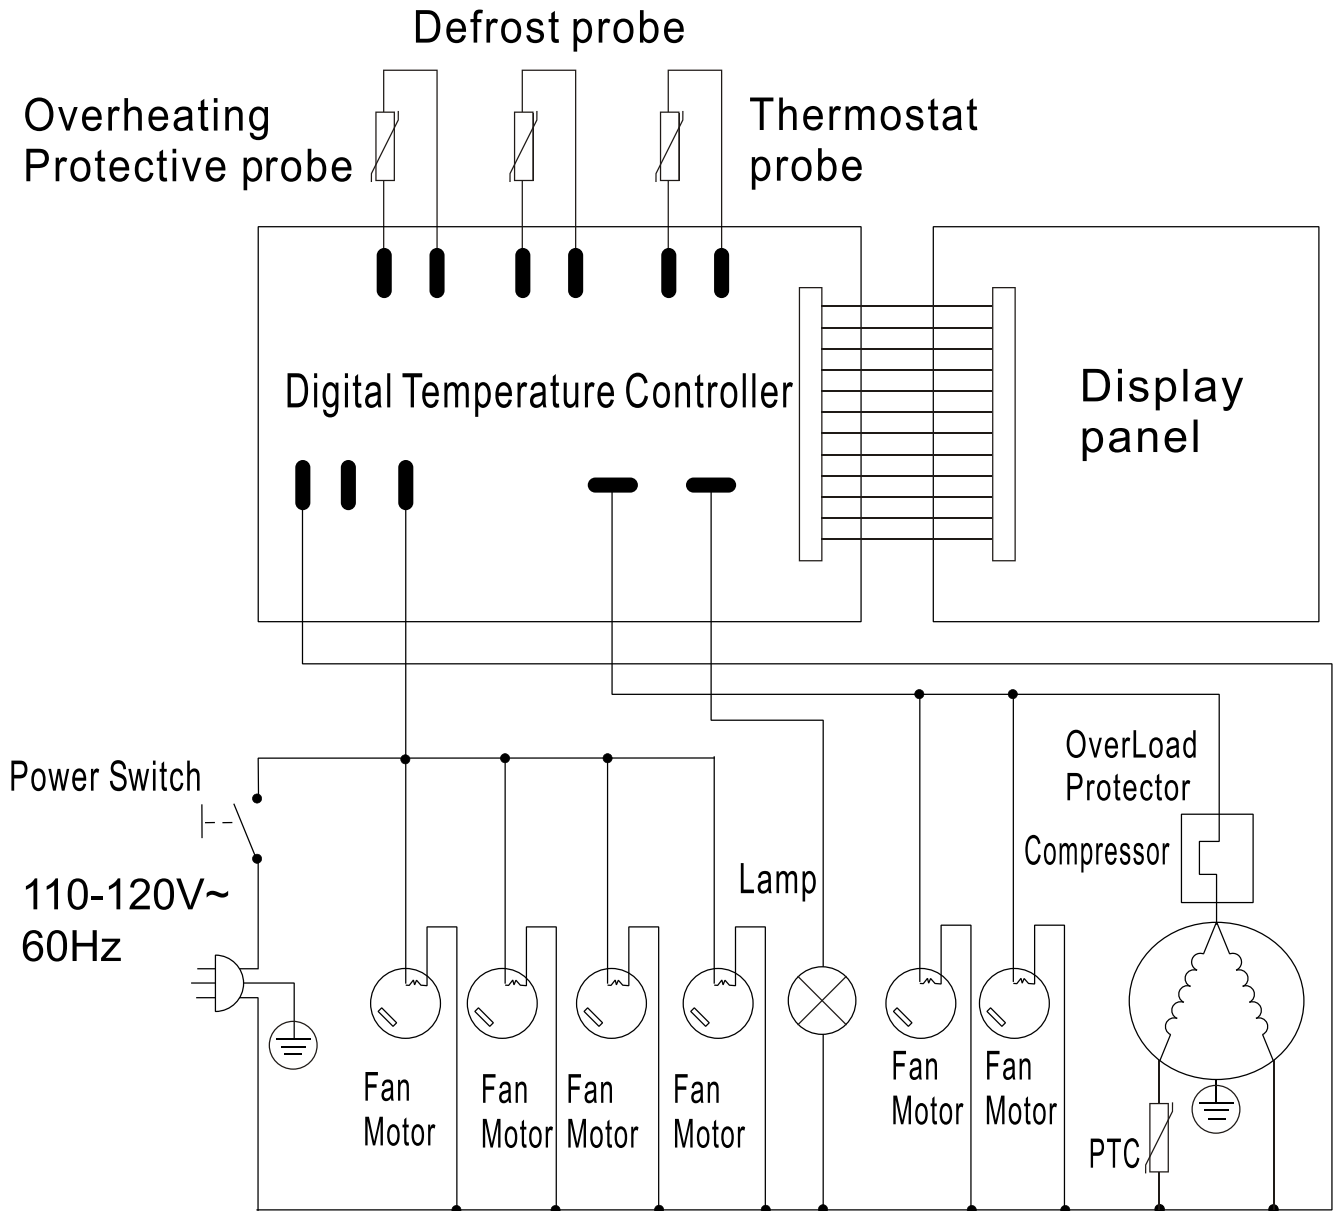 Defrost probe
Overheating
Protective probe
Thermostat
probe
Digital Temperature Controller
Display
panel
Power Switch
110-120V~
60Hz
OverLoad
Protector
Compressor
Lamp
Fan
Motor
Fan
Motor
Fan
Motor
Fan
Motor
Fan
Motor
Fan
Motor
PTC